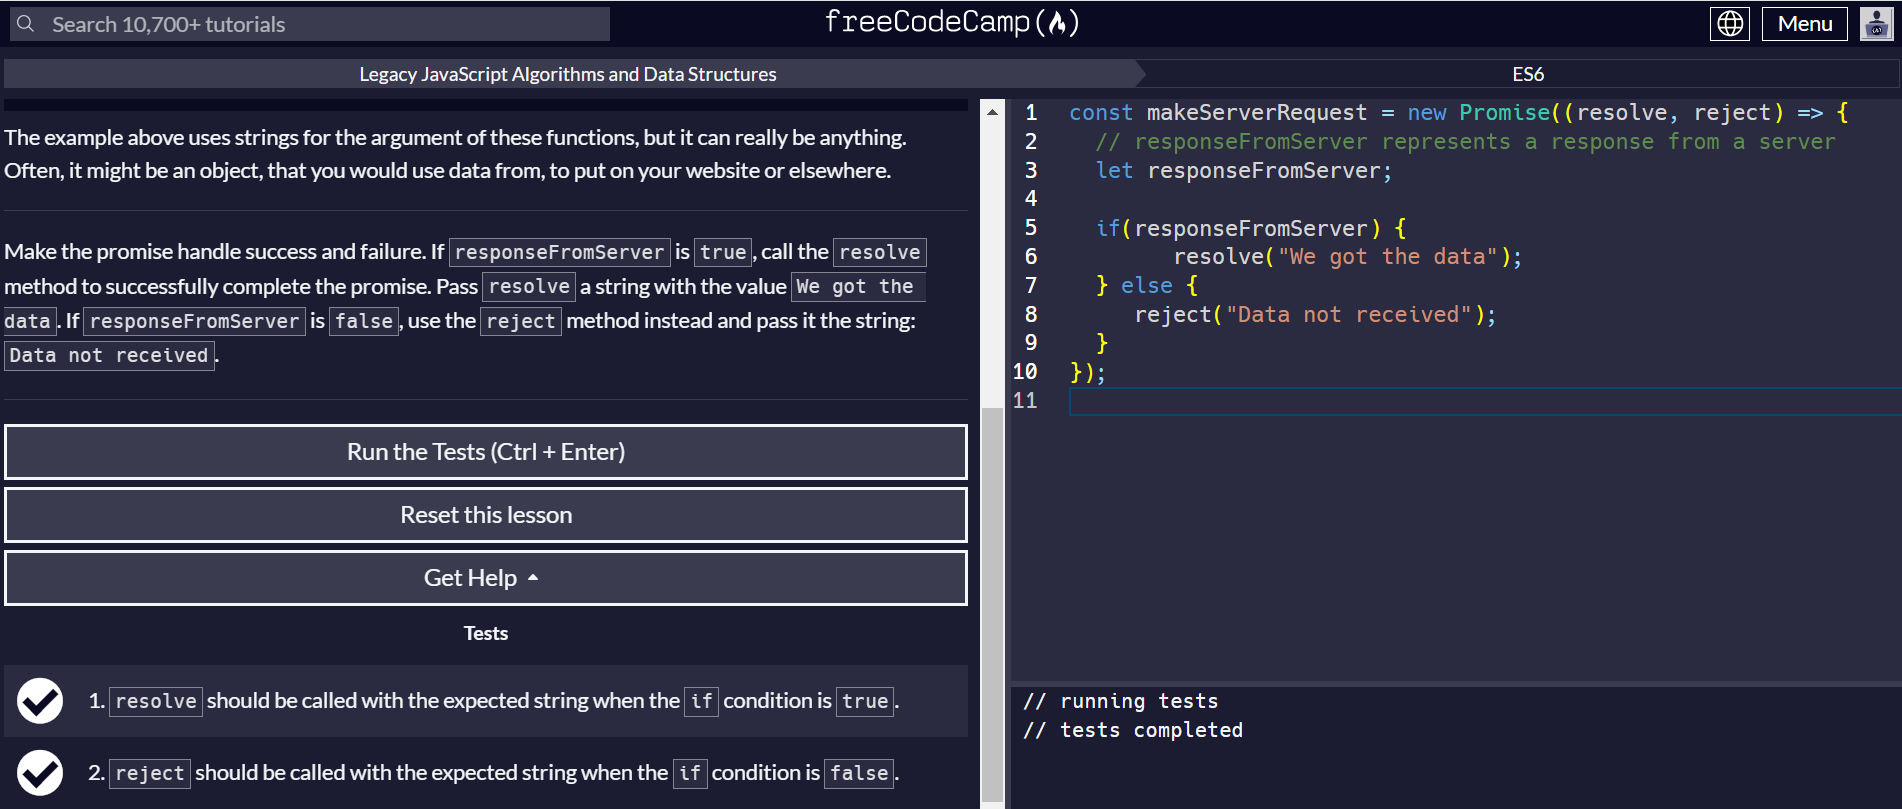 Search 10,700+ tutorials
freeCodeCamp
Menu
Legacy JavaScript Algorithms and Data Structures
ES6
The example above uses strings for the argument of these functions, but it can really be anything.
Often, it might be an object, that you would use data from, to put on your website or elsewhere.
Make the promise handle success and failure. If responseFromServer is true, call the resolve
method to successfully complete the promise. Pass resolve a string with the value We got the
data. If responseFromServer is false, use the reject method instead and pass it the string:
Data not received.
Run the Tests (Ctrl + Enter)
Reset this lesson
Get Help
Tests
1. resolve should be called with the expected string when the if condition is true.
2. reject should be called with the expected string when the if condition is false.
1 const makeServerRequest = new Promise((resolve, reject) => {
2 // responseFromServer represents a response from a server
3 let responseFromServer;
4
5 if(responseFromServer) {
6 resolve("We got the data");
7 } else {
8 reject("Data not received");
9 }
10 });
11
// running tests
// tests completed